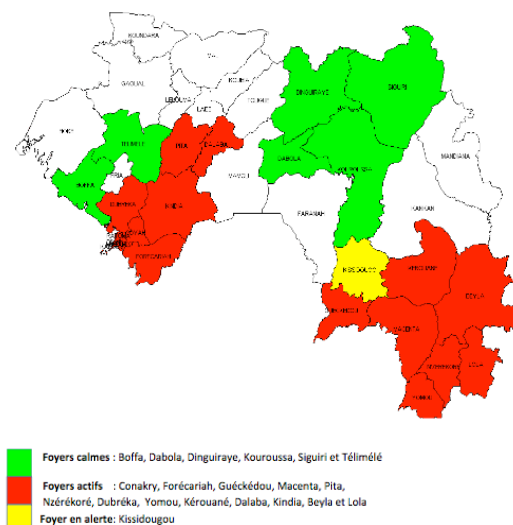 KOUNDARA
MALI
GAOUAL
KOUBIA
LELOUMA
LABE
TOUGUE
DINGUIRAYE
SIGUIRI
TELIMELE
PITA
DALABA
DABOLA
KOUROUSSA
MANDIANA
BOFFA
MAMOU
FARANAH
KANKAN
DUBREKA
KINDIA
FORECARIAH
KISSIDOUGOU
KEROUANE
BEYLA
GUECKEDOU
MACENTA
NZEREKORE
LOLA
YOMOU
Foyers calmes : Boffa, Dabola, Dinguiraye, Kouroussa, Siguiri et Télimélé
Foyers actifs : Conakry, Forécariah, Guéckédou, Macenta, Pita,
Nzérékoré, Dubréka, Yomou, Kérouané, Dalaba, Kindia, Beyla et Lola
Foyer en alerte: Kissidougou